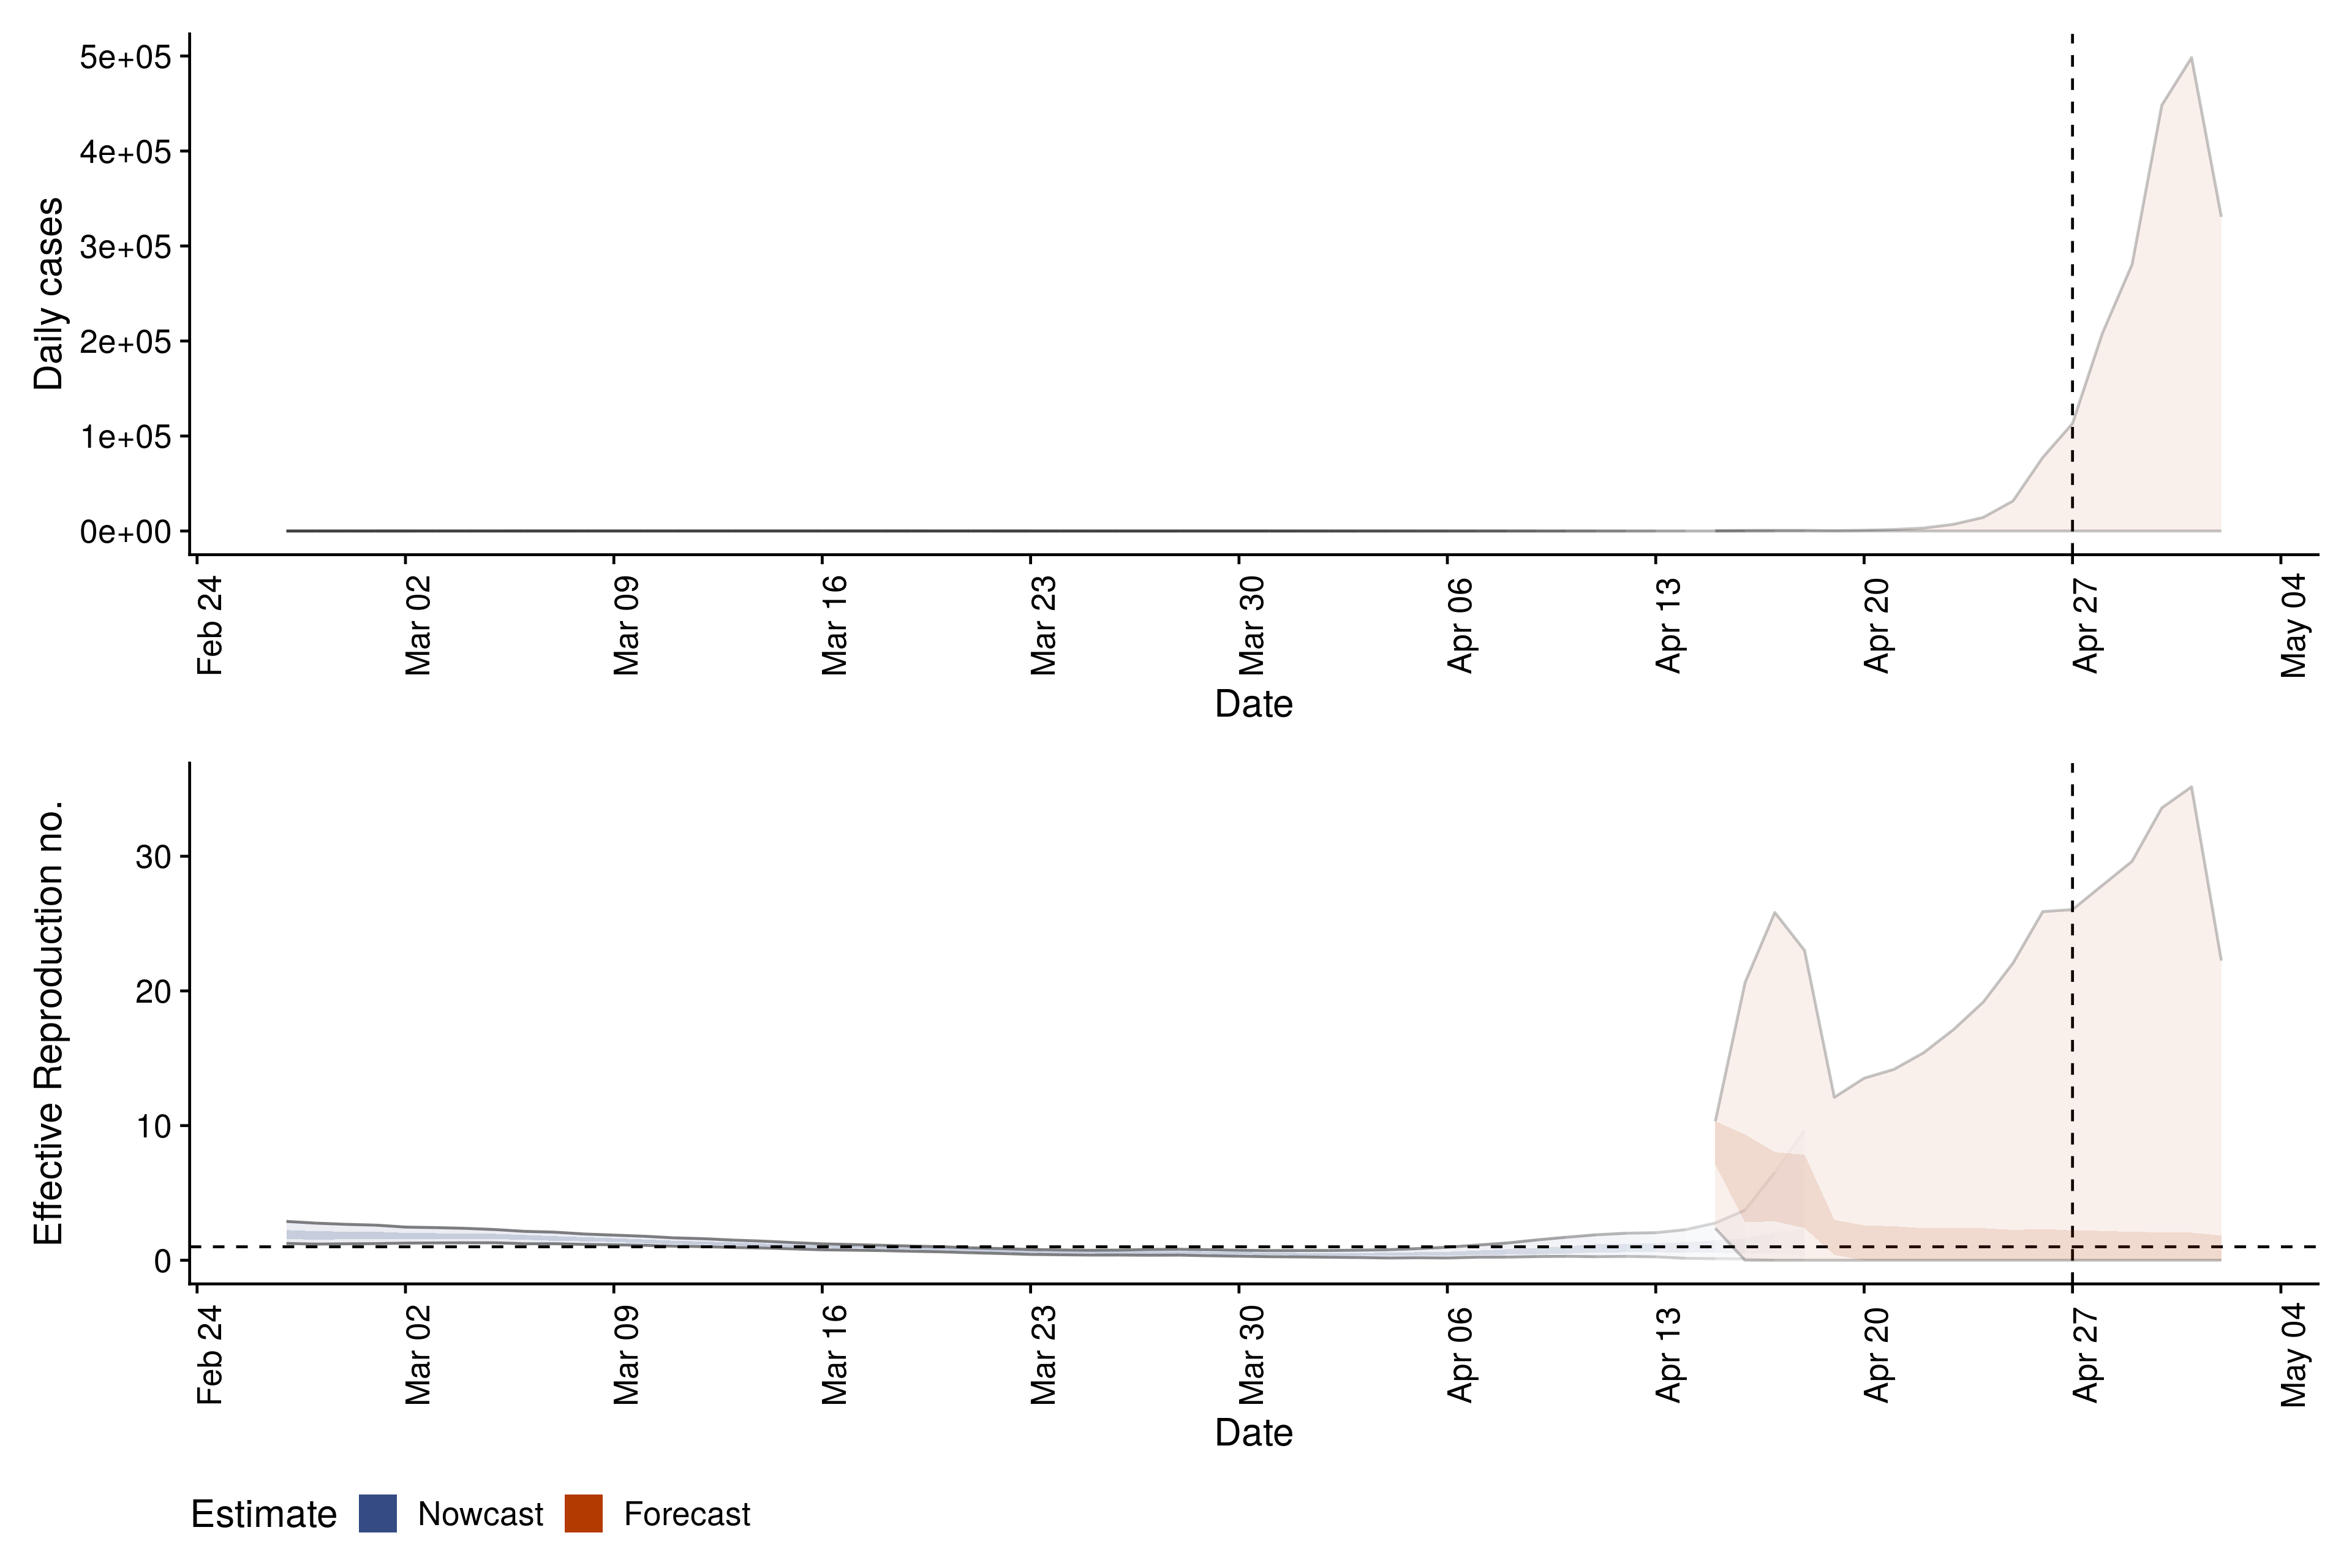 Daily cases
5e+05
4e+05
3e+05
2e+05
1e+05
0e+00
Feb 24
Mar 02
Mar 09
Mar 16
Mar 23
Mar 30
Apr 06
Apr 13
Apr 20
Apr 27
May 04
Date
Effective Reproduction no.
30
20
10
0
Feb 24
Mar 02
Mar 09
Mar 16
Mar 23
Mar 30
Apr 06
Apr 13
Apr 20
Apr 27
May 04
Date
Estimate Nowcast Forecast